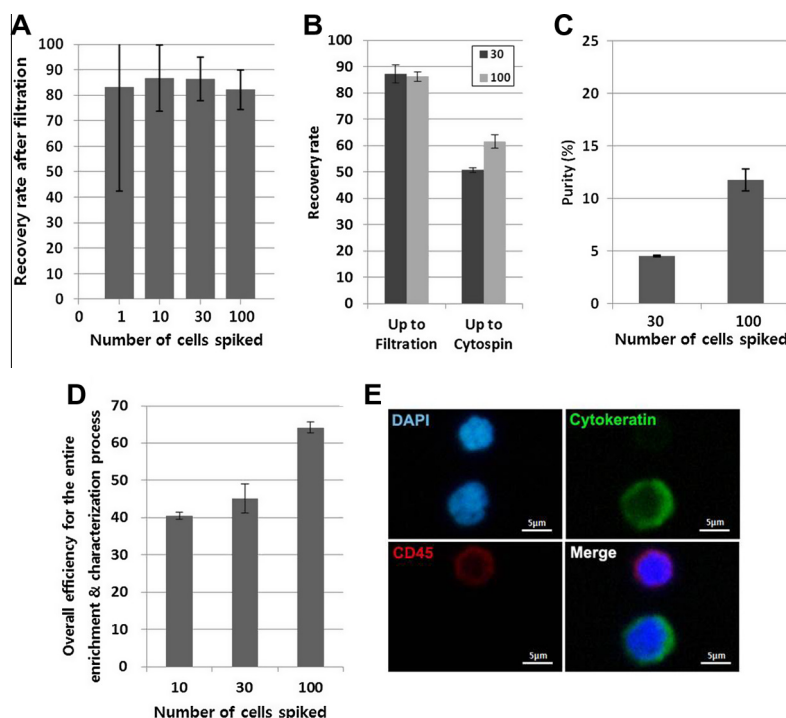 A
Recovery rate after filtration
100
90
80
70
60
50
40
30
20
10
0
0 1 10 30 100
Number of cells spiked
B
Recovery rate
100
90
80
70
60
50
40
30
20
10
0
30
100
Up to Filtration
Up to Cytospin
C
Purity (%)
25
20
15
10
5
0
30 100
Number of cells spiked
D
Overall efficiency for the entire
enrichment & characterization process
70
60
50
40
30
20
10
0
10 30 100
Number of cells spiked
E
DAPI
5μm
Cytokeratin
5μm
CD45
5μm
Merge
5μm